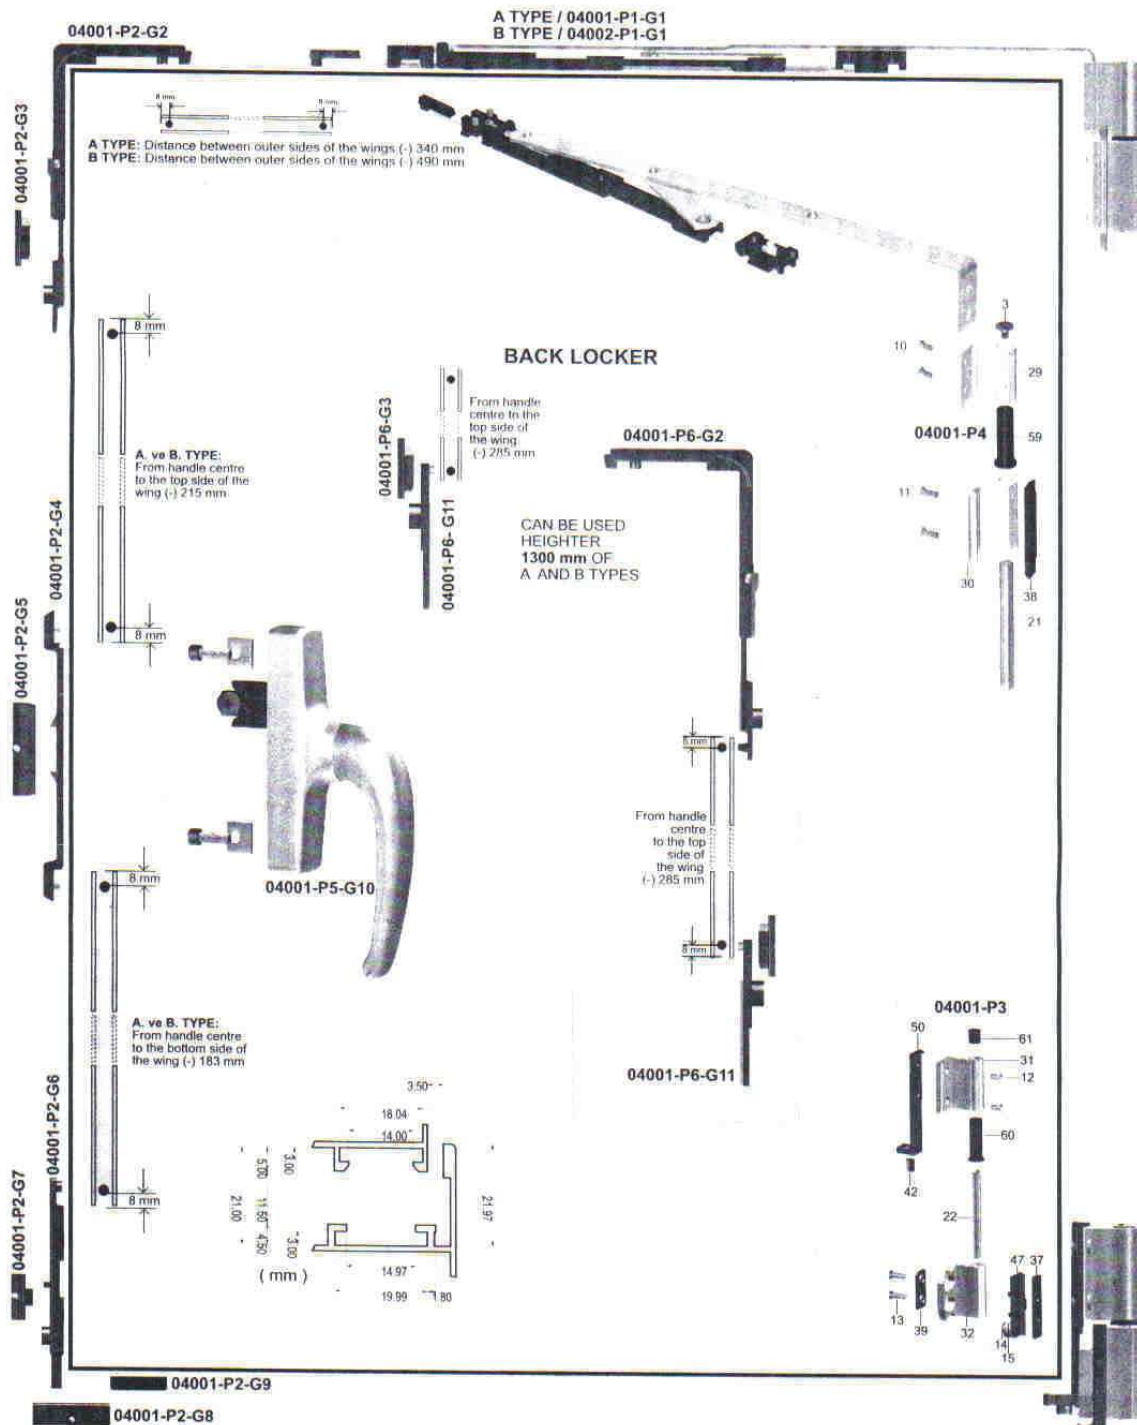 04001-P2-G2
A TYPE / 04001-P1-G1
B TYPE / 04002-P1-G1
04001-P2-G3
8 mm
8 mm
A TYPE: Distance between outer sides of the wings (-) 340 mm
B TYPE: Distance between outer sides of the wings (-) 490 mm
8 mm
A. ve B. TYPE:
From handle centre
to the top side of the
wing (-) 215 mm
8 mm
BACK LOCKER
04001-P6-G3
From handle
centre to the
top side of
the wing
(-) 285 mm
04001-P6- G11
04001-P6-G2
CAN BE USED
HEIGHTER
1300 mm OF
A AND B TYPES
3
10
29
04001-P4
59
11
30
38
21
04001-P2-G4
04001-P2-G5
04001-P5-G10
8 mm
From handle
centre
to the top
side of
the wing
(-) 285 mm
8 mm
04001-P6-G11
8 mm
A. ve B. TYPE:
From handle centre
to the bottom side of
the wing (-) 183 mm
8 mm
04001-P2-G6
04001-P2-G7
3.50
18.04
14.00
3.00
5.00
21.00
11.50
4.50
3.00
21.97
( mm )
14.97
19.99
1.80
04001-P3
50
61
31
12
60
42
22
47
37
13
39
32
14
15
04001-P2-G9
04001-P2-G8